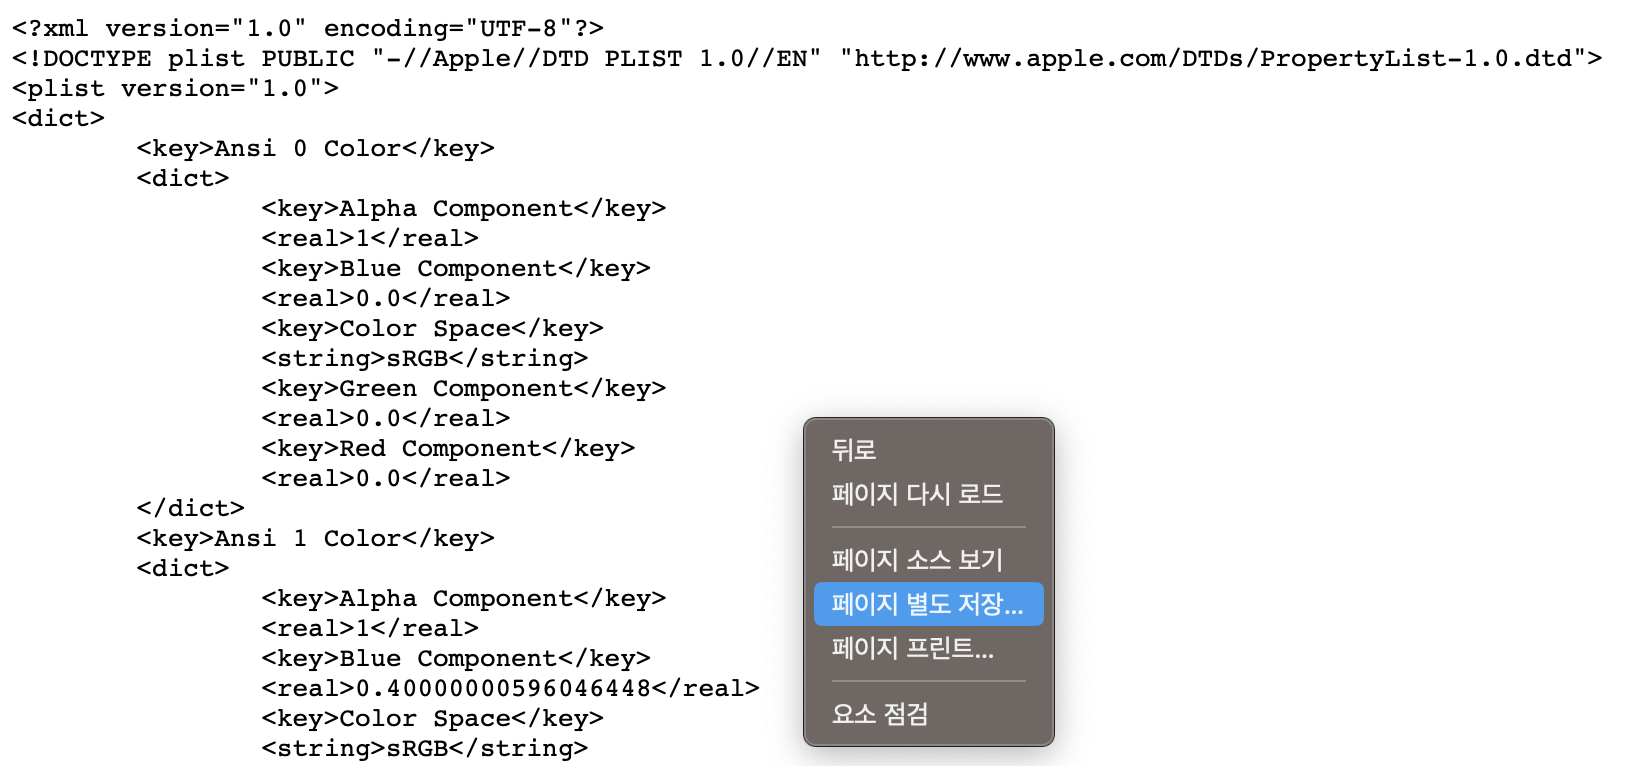 <?xml version="1.0" encoding="UTF-8"?>
<!DOCTYPE plist PUBLIC "-//Apple//DTD PLIST 1.0//EN" "http://www.apple.com/DTDs/PropertyList-1.0.dtd">
<plist version="1.0">
<dict>
<key>Ansi 0 Color</key>
<dict>
<key>Alpha Component</key>
<real>1</real>
<key>Blue Component</key>
<real>0.0</real>
<key>Color Space</key>
<string>sRGB</string>
<key>Green Component</key>
<real>0.0</real>
<key>Red Component</key>
<real>0.0</real>
</dict>
<key>Ansi 1 Color</key>
<dict>
<key>Alpha Component</key>
<real>1</real>
<key>Blue Component</key>
<real>0.40000000596046448</real>
<key>Color Space</key>
<string>sRGB</string>
뒤로
페이지 다시 로드
페이지 소스 보기
페이지 별도 저장...
페이지 프린트...
요소 점검